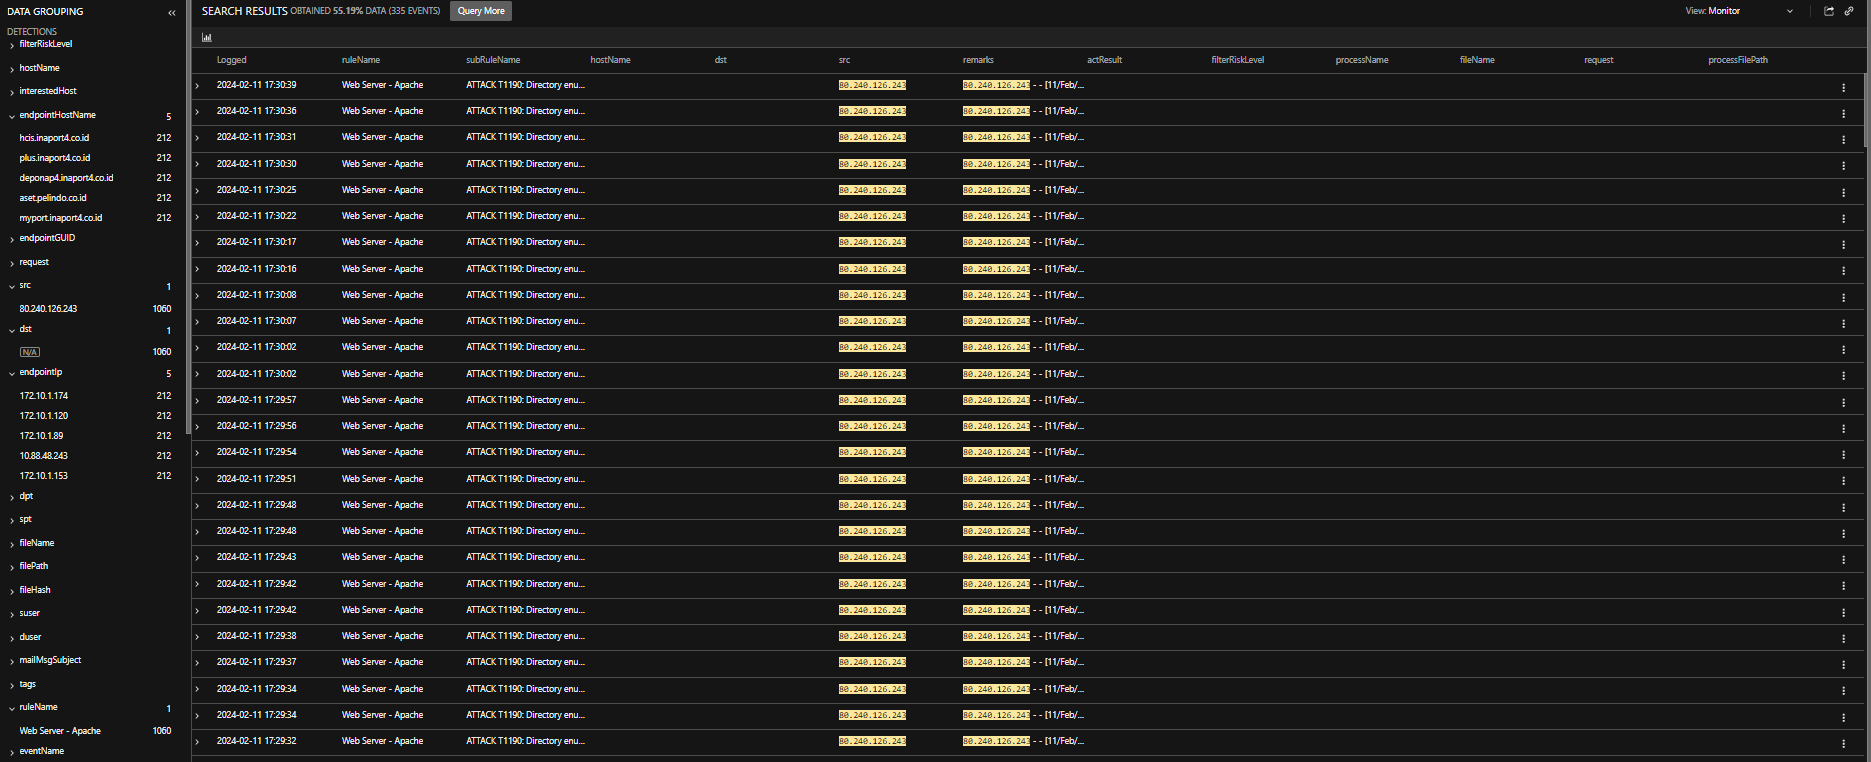 DATA GROUPING
DETECTIONS
filterRiskLevel
hostName
interestedHost
endpointHostName 5
hcis.inaport4.co.id 212
plus.inaport4.co.id 212
deponap4.inaport4.co.id 212
aset.pelindo.co.id 212
myport.inaport4.co.id 212
endpointGUID
request
src 1
80.240.126.243 1060
dst 1
N/A 1060
endpointIp 5
172.10.1.174 212
172.10.1.120 212
172.10.1.89 212
10.88.48.243 212
172.10.1.153 212
dpt
spt
fileName
filePath
fileHash
suser
duser
mailMsgSubject
tags
ruleName 1
Web Server - Apache 1060
eventName
SEARCH RESULTS OBTAINED 55.19% DATA (335 EVENTS) Query More View: Monitor
Logged ruleName subRuleName hostName dst src remarks actResult filterRiskLevel processName fileName request processFilePath
2024-02-11 17:30:39 Web Server - Apache ATTACK T1190: Directory enu... 80.240.126.243 80.240.126.243 - - [11/Feb/...
2024-02-11 17:30:36 Web Server - Apache ATTACK T1190: Directory enu... 80.240.126.243 80.240.126.243 - - [11/Feb/...
2024-02-11 17:30:31 Web Server - Apache ATTACK T1190: Directory enu... 80.240.126.243 80.240.126.243 - - [11/Feb/...
2024-02-11 17:30:30 Web Server - Apache ATTACK T1190: Directory enu... 80.240.126.243 80.240.126.243 - - [11/Feb/...
2024-02-11 17:30:25 Web Server - Apache ATTACK T1190: Directory enu... 80.240.126.243 80.240.126.243 - - [11/Feb/...
2024-02-11 17:30:22 Web Server - Apache ATTACK T1190: Directory enu... 80.240.126.243 80.240.126.243 - - [11/Feb/...
2024-02-11 17:30:17 Web Server - Apache ATTACK T1190: Directory enu... 80.240.126.243 80.240.126.243 - - [11/Feb/...
2024-02-11 17:30:16 Web Server - Apache ATTACK T1190: Directory enu... 80.240.126.243 80.240.126.243 - - [11/Feb/...
2024-02-11 17:30:08 Web Server - Apache ATTACK T1190: Directory enu... 80.240.126.243 80.240.126.243 - - [11/Feb/...
2024-02-11 17:30:07 Web Server - Apache ATTACK T1190: Directory enu... 80.240.126.243 80.240.126.243 - - [11/Feb/...
2024-02-11 17:30:02 Web Server - Apache ATTACK T1190: Directory enu... 80.240.126.243 80.240.126.243 - - [11/Feb/...
2024-02-11 17:30:02 Web Server - Apache ATTACK T1190: Directory enu... 80.240.126.243 80.240.126.243 - - [11/Feb/...
2024-02-11 17:29:57 Web Server - Apache ATTACK T1190: Directory enu... 80.240.126.243 80.240.126.243 - - [11/Feb/...
2024-02-11 17:29:56 Web Server - Apache ATTACK T1190: Directory enu... 80.240.126.243 80.240.126.243 - - [11/Feb/...
2024-02-11 17:29:54 Web Server - Apache ATTACK T1190: Directory enu... 80.240.126.243 80.240.126.243 - - [11/Feb/...
2024-02-11 17:29:51 Web Server - Apache ATTACK T1190: Directory enu... 80.240.126.243 80.240.126.243 - - [11/Feb/...
2024-02-11 17:29:48 Web Server - Apache ATTACK T1190: Directory enu... 80.240.126.243 80.240.126.243 - - [11/Feb/...
2024-02-11 17:29:48 Web Server - Apache ATTACK T1190: Directory enu... 80.240.126.243 80.240.126.243 - - [11/Feb/...
2024-02-11 17:29:43 Web Server - Apache ATTACK T1190: Directory enu... 80.240.126.243 80.240.126.243 - - [11/Feb/...
2024-02-11 17:29:42 Web Server - Apache ATTACK T1190: Directory enu... 80.240.126.243 80.240.126.243 - - [11/Feb/...
2024-02-11 17:29:42 Web Server - Apache ATTACK T1190: Directory enu... 80.240.126.243 80.240.126.243 - - [11/Feb/...
2024-02-11 17:29:38 Web Server - Apache ATTACK T1190: Directory enu... 80.240.126.243 80.240.126.243 - - [11/Feb/...
2024-02-11 17:29:37 Web Server - Apache ATTACK T1190: Directory enu... 80.240.126.243 80.240.126.243 - - [11/Feb/...
2024-02-11 17:29:34 Web Server - Apache ATTACK T1190: Directory enu... 80.240.126.243 80.240.126.243 - - [11/Feb/...
2024-02-11 17:29:34 Web Server - Apache ATTACK T1190: Directory enu... 80.240.126.243 80.240.126.243 - - [11/Feb/...
2024-02-11 17:29:32 Web Server - Apache ATTACK T1190: Directory enu... 80.240.126.243 80.240.126.243 - - [11/Feb/...